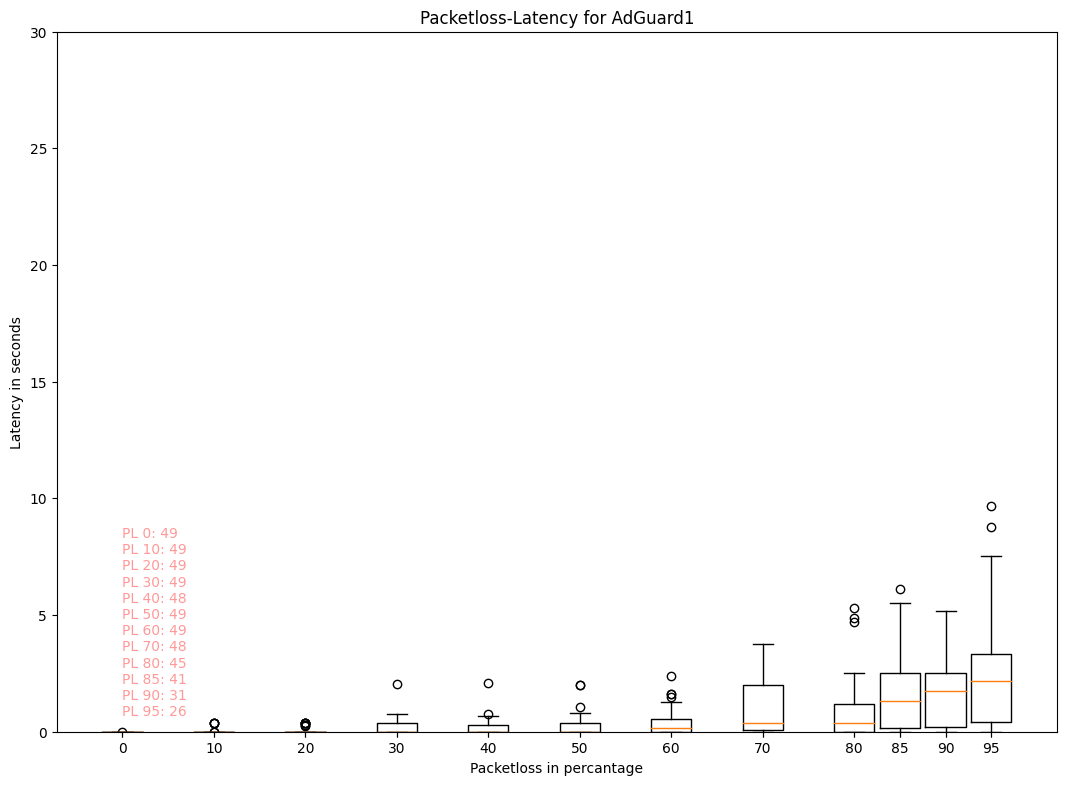 Packetloss-Latency for AdGuard1
30
25
20
15
10
5
0
Latency in seconds
PL 0: 49
PL 10: 49
PL 20: 49
PL 30: 49
PL 40: 48
PL 50: 49
PL 60: 49
PL 70: 48
PL 80: 45
PL 85: 41
PL 90: 31
PL 95: 26
0 10 20 30 40 50 60 70 80 85 90 95
Packetloss in percantage